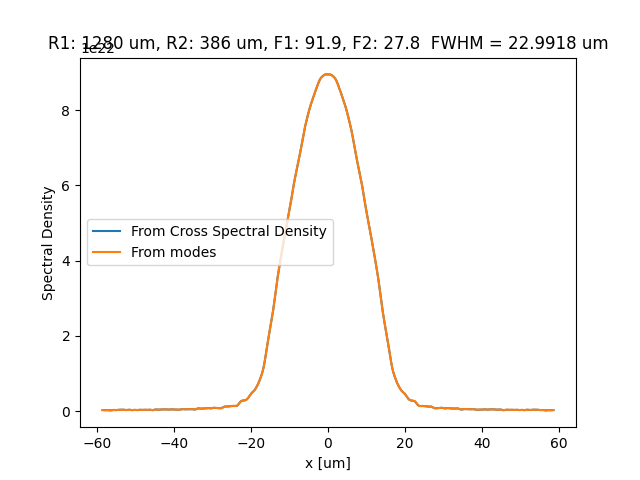 R1: 1280 um, R2: 386 um, F1: 91.9, F2: 27.8  FWHM = 22.9918 um
1e22
8
6
4
2
0
Spectral Density
From Cross Spectral Density
From modes
−60 −40 −20 0 20 40 60
x [um]